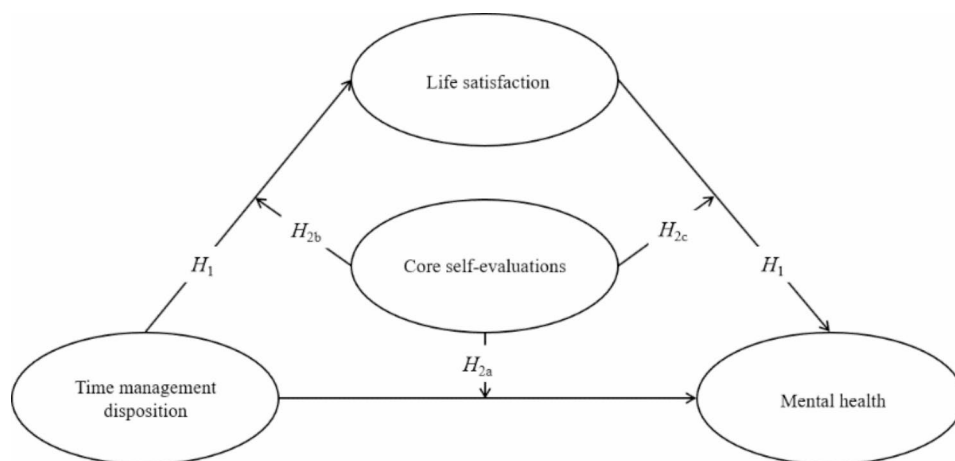 Life satisfaction
H2b
H2c
Core self-evaluations
H1
H1
H2a
Time management
disposition
Mental health